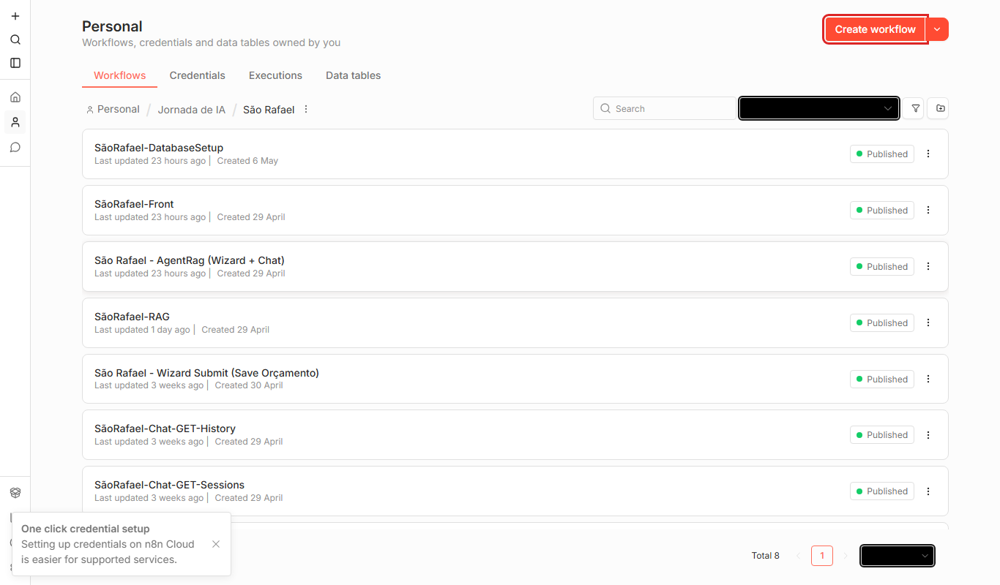 Personal
Workflows, credentials and data tables owned by you
Create workflow
Workflows Credentials Executions Data tables
Personal / Jornada de IA / São Rafael
Search
SãoRafael-DatabaseSetup
Last updated 23 hours ago | Created 6 May
Published
SãoRafael-Front
Last updated 23 hours ago | Created 29 April
Published
São Rafael - AgentRag (Wizard + Chat)
Last updated 23 hours ago | Created 29 April
Published
SãoRafael-RAG
Last updated 1 day ago | Created 29 April
Published
São Rafael - Wizard Submit (Save Orçamento)
Last updated 3 weeks ago | Created 30 April
Published
SãoRafael-Chat-GET-History
Last updated 3 weeks ago | Created 29 April
Published
SãoRafael-Chat-GET-Sessions
Last updated 3 weeks ago | Created 29 April
Published
One click credential setup
Setting up credentials on n8n Cloud
is easier for supported services.
Total 8
1